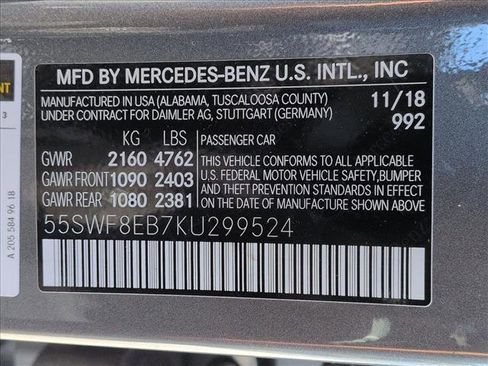 MFD BY MERCEDES-BENZ U.S. INTL., INC
MANUFACTURED IN USA (ALABAMA, TUSCALOOSA COUNTY) 11/18
UNDER CONTRACT FOR DAIMLER AG, STUTTGART (GERMANY) 992
KG LBS PASSENGER CAR
GVWR 2160 4762 THIS VEHICLE CONFORMS TO ALL APPLICABLE
GAWR FRONT 1090 2403 U.S. FEDERAL MOTOR VEHICLE SAFETY, BUMPER
GAWR REAR 1080 2381 AND THEFT PREVENTION STANDARDS IN EFFECT
ON THE DATE OF MANUFACTURE SHOWN ABOVE.
55SWF8EB7KU299524
A 205 584 96 18
3